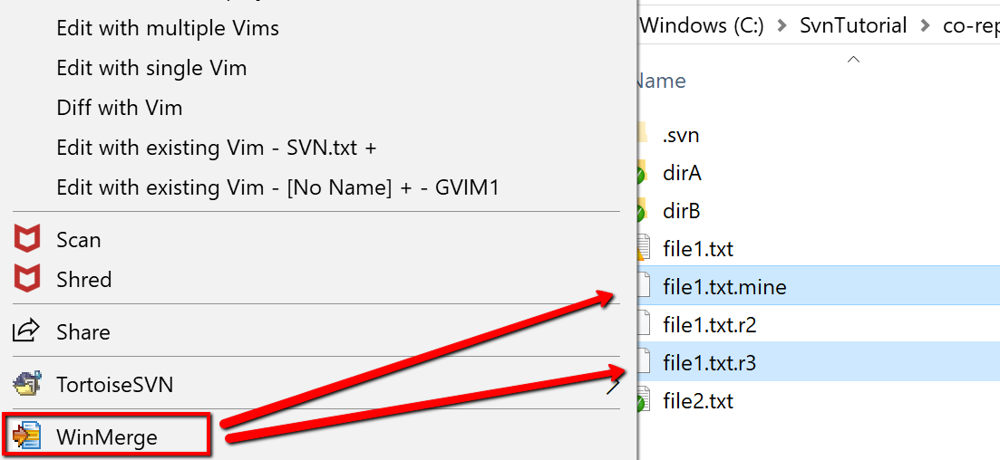 Edit with multiple Vims
Edit with single Vim
Diff with Vim
Edit with existing Vim - SVN.txt +
Edit with existing Vim - [No Name] + - GVIM1
Scan
Shred
Share
TortoiseSVN
WinMerge
Windows (C:) > SvnTutorial > co-rep
Name
.svn
dirA
dirB
file1.txt
file1.txt.mine
file1.txt.r2
file1.txt.r3
file2.txt